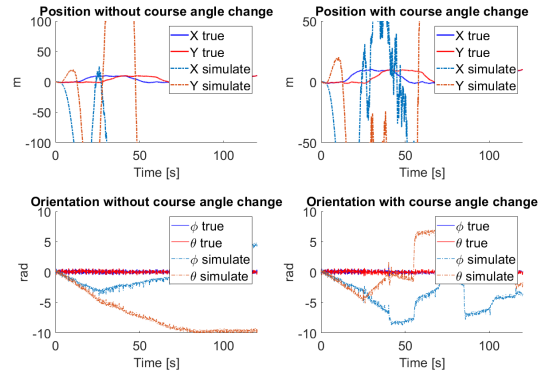 Position without course angle change
100
50
0
-50
-100
m
0
50
100
Time [s]
X true
Y true
X simulate
Y simulate
Position with course angle change
50
0
-50
m
0
50
100
Time [s]
X true
Y true
X simulate
Y simulate
Orientation without course angle change
10
5
0
-5
-10
rad
0
50
100
Time [s]
ϕ true
θ true
ϕ simulate
θ simulate
Orientation with course angle change
10
5
0
-5
-10
rad
0
50
100
Time [s]
ϕ true
θ true
ϕ simulate
θ simulate